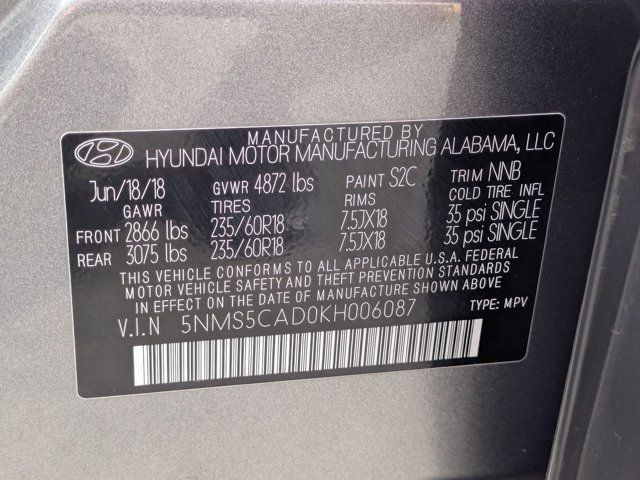 MANUFACTURED BY
HYUNDAI MOTOR MANUFACTURING ALABAMA, LLC
Jun/18/18 GVWR 4872 lbs PAINT S2C TRIM NNB
GAWR TIRES RIMS COLD TIRE INFL
FRONT 2866 lbs 235/60R18 7.5JX18 35 psi SINGLE
REAR 3075 lbs 235/60R18 7.5JX18 35 psi SINGLE
THIS VEHICLE CONFORMS TO ALL APPLICABLE U.S.A. FEDERAL
MOTOR VEHICLE SAFETY AND THEFT PREVENTION STANDARDS
IN EFFECT ON THE DATE OF MANUFACTURE SHOWN ABOVE
V.I.N 5NMS5CAD0KH006087 TYPE: MPV